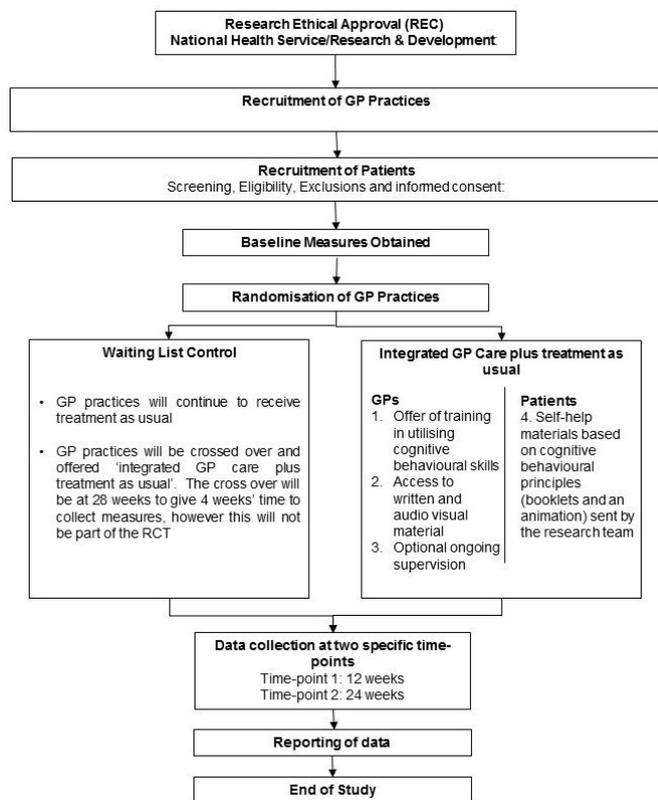 Research Ethical Approval (REC)
National Health Service/Research & Development
Recruitment of GP Practices
Recruitment of Patients
Screening, Eligibility, Exclusions and informed consent:
Baseline Measures Obtained
Randomisation of GP Practices
Waiting List Control
• GP practices will continue to receive
treatment as usual
• GP practices will be crossed over and
offered ‘integrated GP care plus
treatment as usual’. The cross over will
be at 28 weeks to give 4 weeks’ time to
collect measures, however this will not
be part of the RCT
Integrated GP Care plus treatment as
usual
GPs
1. Offer of training
in utilising
cognitive
behavioural skills
2. Access to
written and
audio visual
material
3. Optional ongoing
supervision
Patients
4. Self-help
materials based
on cognitive
behavioural
principles
(booklets and an
animation) sent by
the research team
Data collection at two specific time-
points
Time-point 1: 12 weeks
Time-point 2: 24 weeks
Reporting of data
End of Study